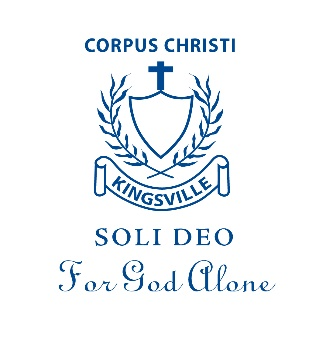 CORPUS CHRISTI
KINGSVILLE
SOLI DEO
For God Alone